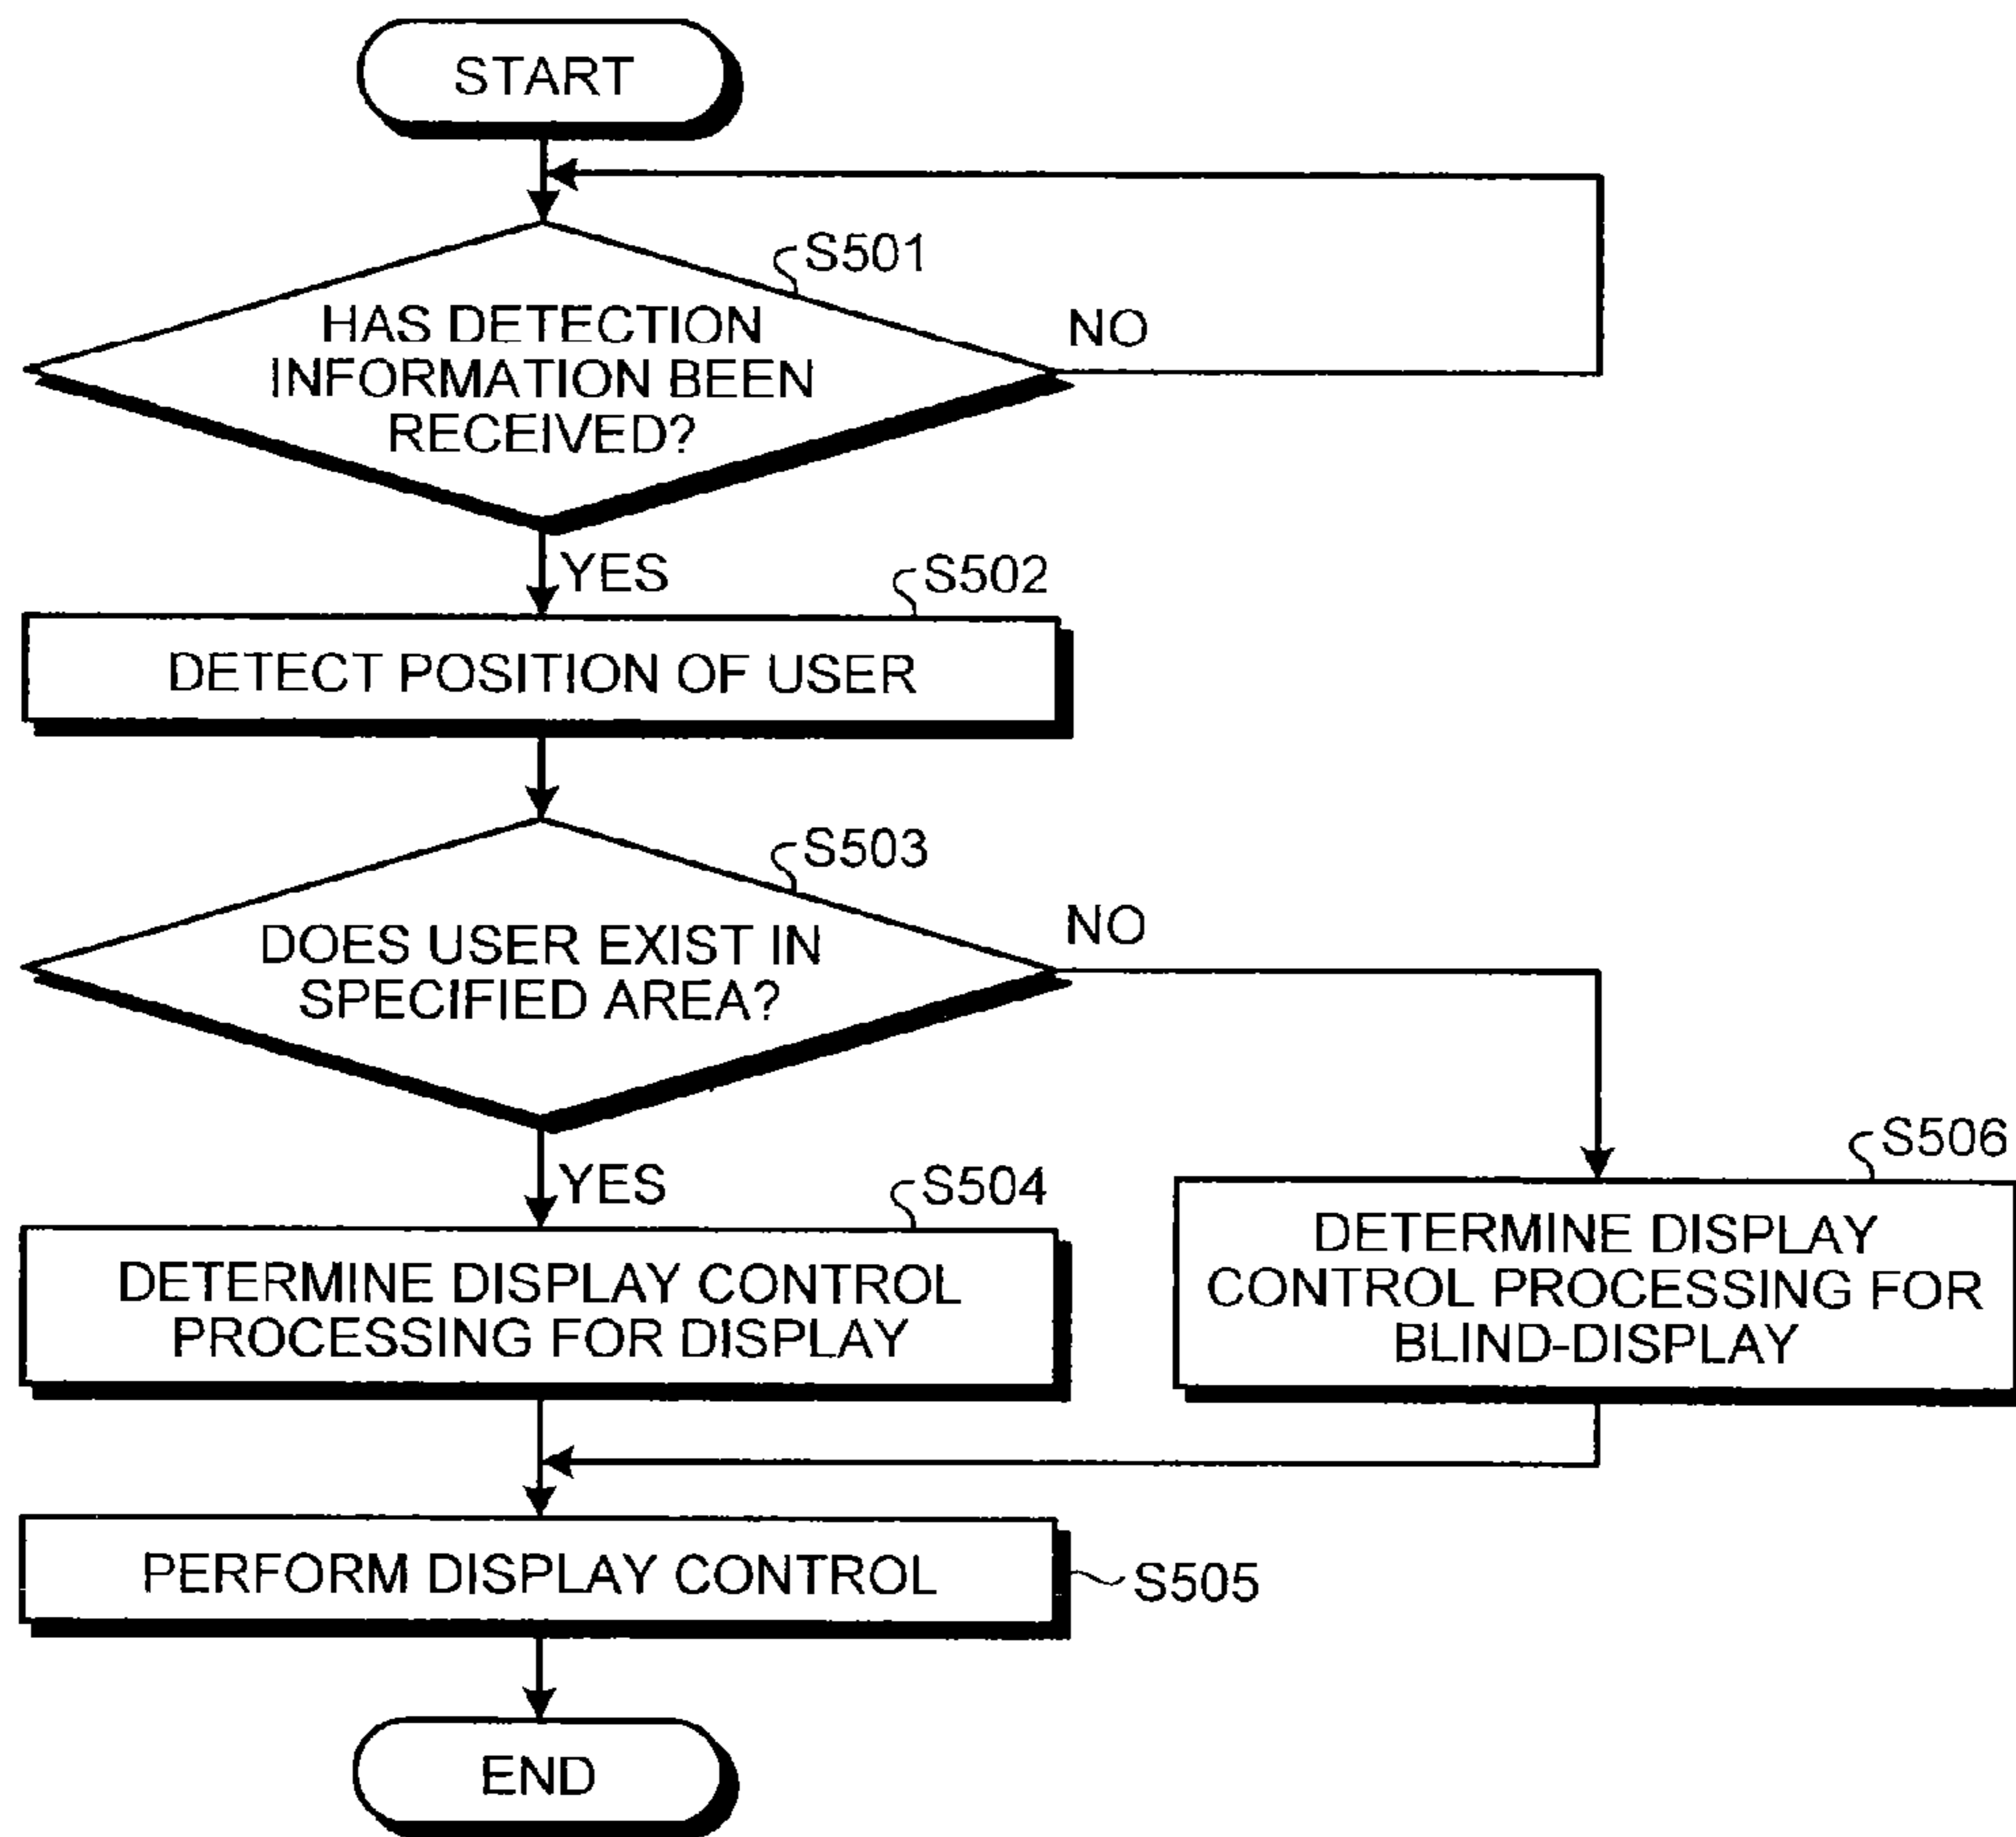 START
S501
HAS DETECTION
INFORMATION BEEN
RECEIVED?
NO
YES
S502
DETECT POSITION OF USER
S503
DOES USER EXIST IN
SPECIFIED AREA?
NO
YES
S504
DETERMINE DISPLAY CONTROL
PROCESSING FOR DISPLAY
S506
DETERMINE DISPLAY
CONTROL PROCESSING FOR
BLIND-DISPLAY
PERFORM DISPLAY CONTROL
S505
END